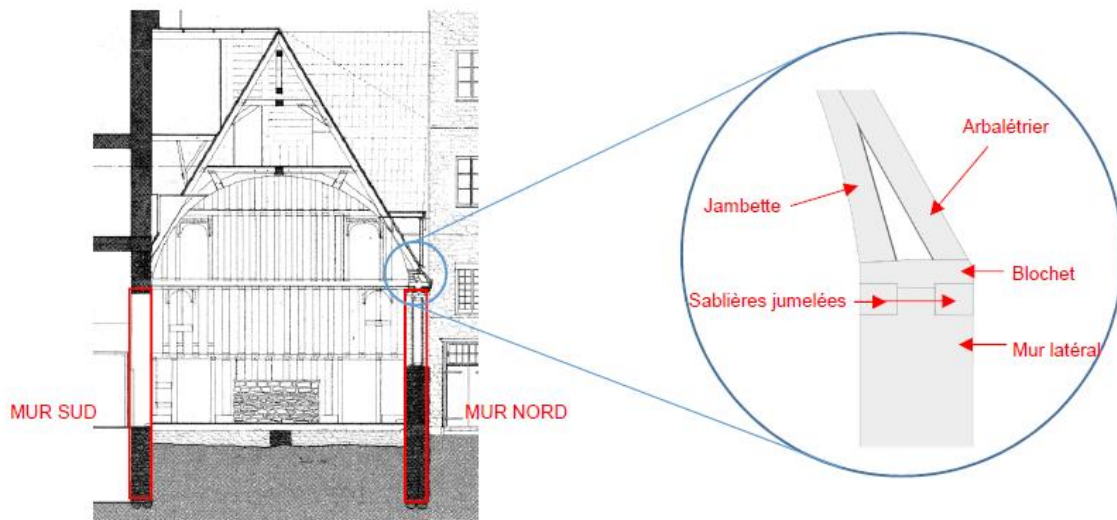 Arbalétrier
Jambette
Blochet
Sablières jumelées
Mur latéral
MUR SUD
MUR NORD